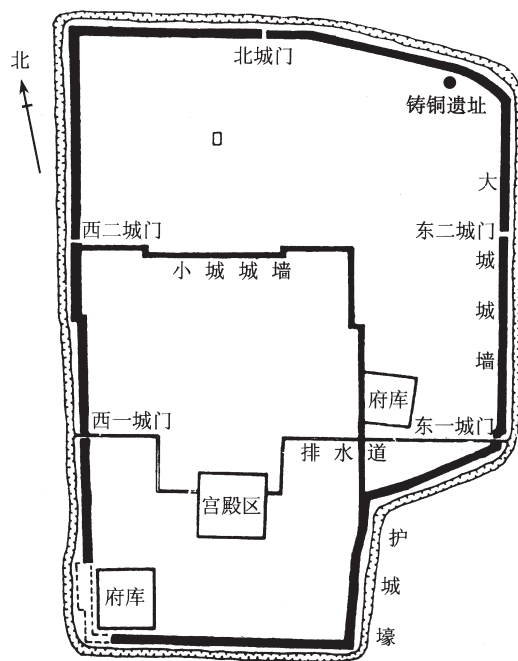 北
北城门
铸铜遗址
大城城墙
西二城门
东二城门
小城城墙
府库
西一城门
东一城门
排水道
宫殿区
护城壕
府库